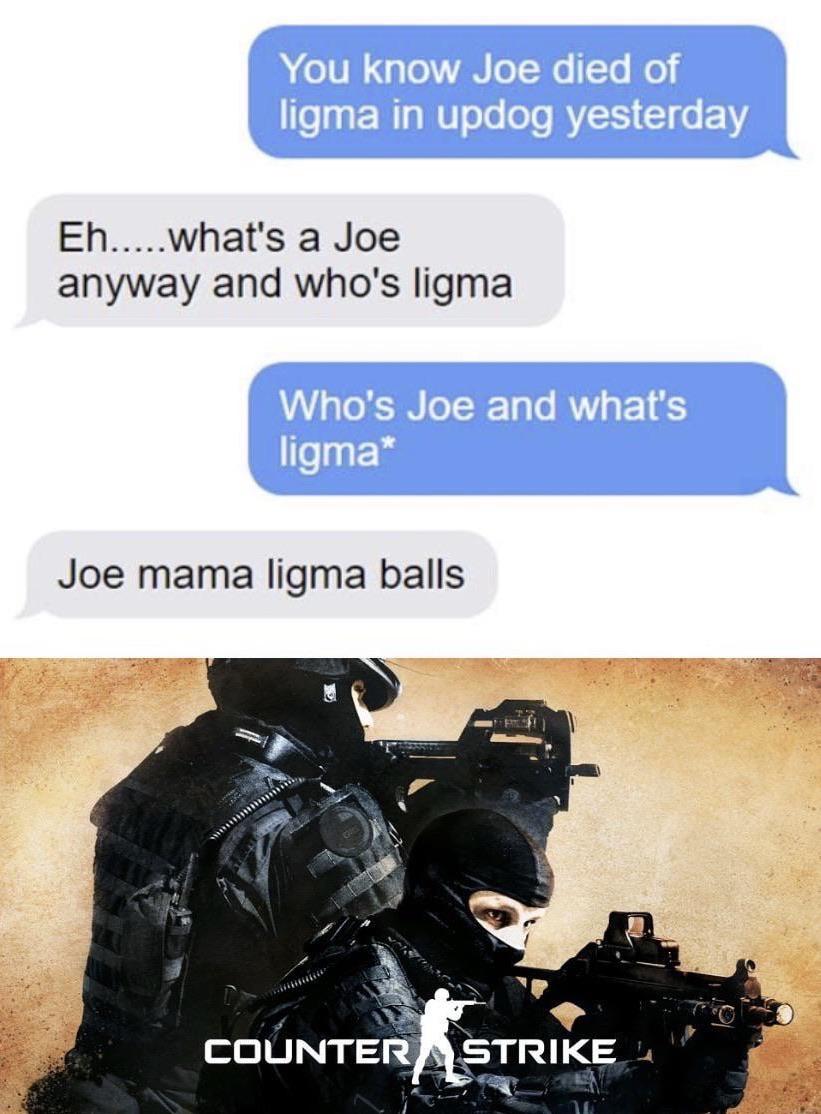 You know Joe died of
ligma in updog yesterday
Eh.....what's a Joe
anyway and who's ligma
Who's Joe and what's
ligma*
Joe mama ligma balls
COUNTER STRIKE